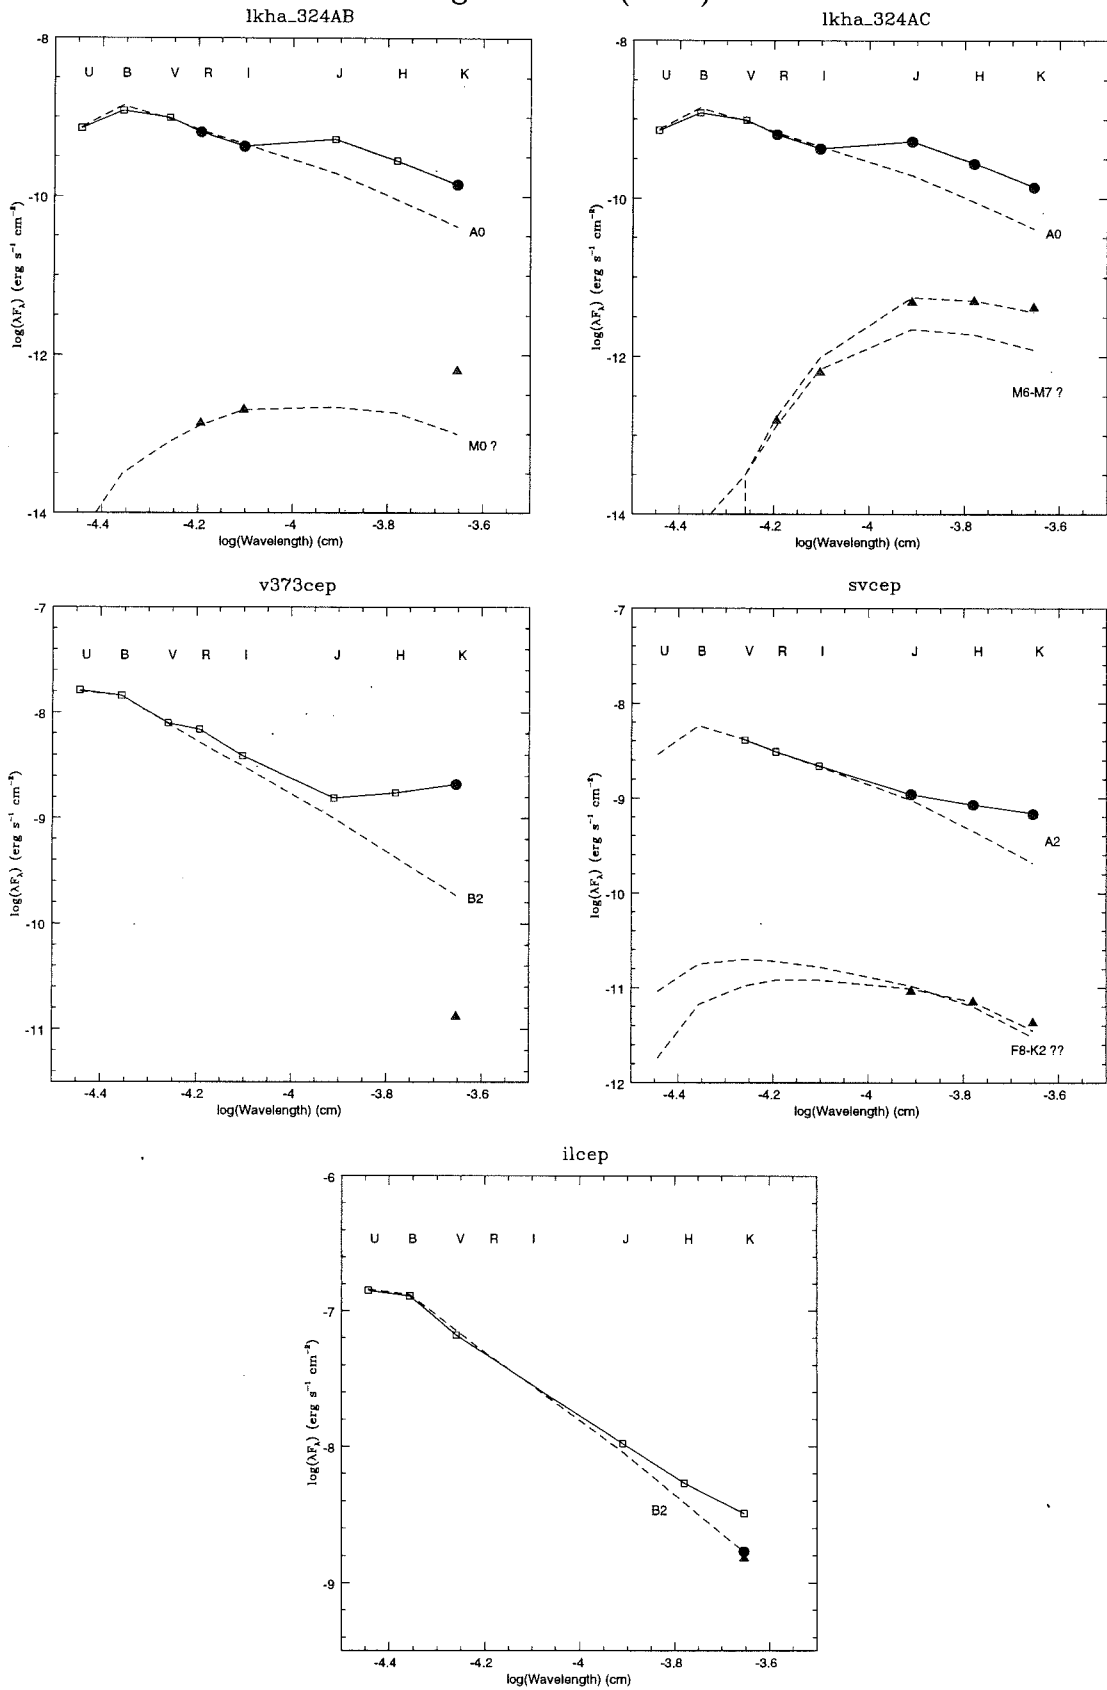 lkha_324AB
-8
U B V R I J H K
-10
A0
log(λFλ) (erg s⁻¹ cm⁻²)
-12
M0 ?
-14
-4.4 -4.2 -4 -3.8 -3.6
log(Wavelength) (cm)
lkha_324AC
-8
U B V R I J H K
-10
A0
log(λFλ) (erg s⁻¹ cm⁻²)
-12
M6-M7 ?
-14
-4.4 -4.2 -4 -3.8 -3.6
log(Wavelength) (cm)
v373cep
-7
U B V R I J H K
-8
-9
log(λFλ) (erg s⁻¹ cm⁻²)
B2
-10
-11
-4.4 -4.2 -4 -3.8 -3.6
log(Wavelength) (cm)
svcep
-7
U B V R I J H K
-8
-9
A2
log(λFλ) (erg s⁻¹ cm⁻²)
-10
-11
F8-K2 ??
-12
-4.4 -4.2 -4 -3.8 -3.6
log(Wavelength) (cm)
ilcep
-6
U B V R I J H K
-7
log(λFλ) (erg s⁻¹ cm⁻²)
-8
B2
-9
-4.4 -4.2 -4 -3.8 -3.6
log(Wavelength) (cm)